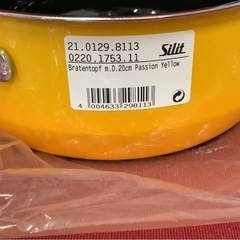 21.0129.8113 Silit
0220.1753.11
Bratentopf m.D.20cm Passion Yellow
4 004633 298113